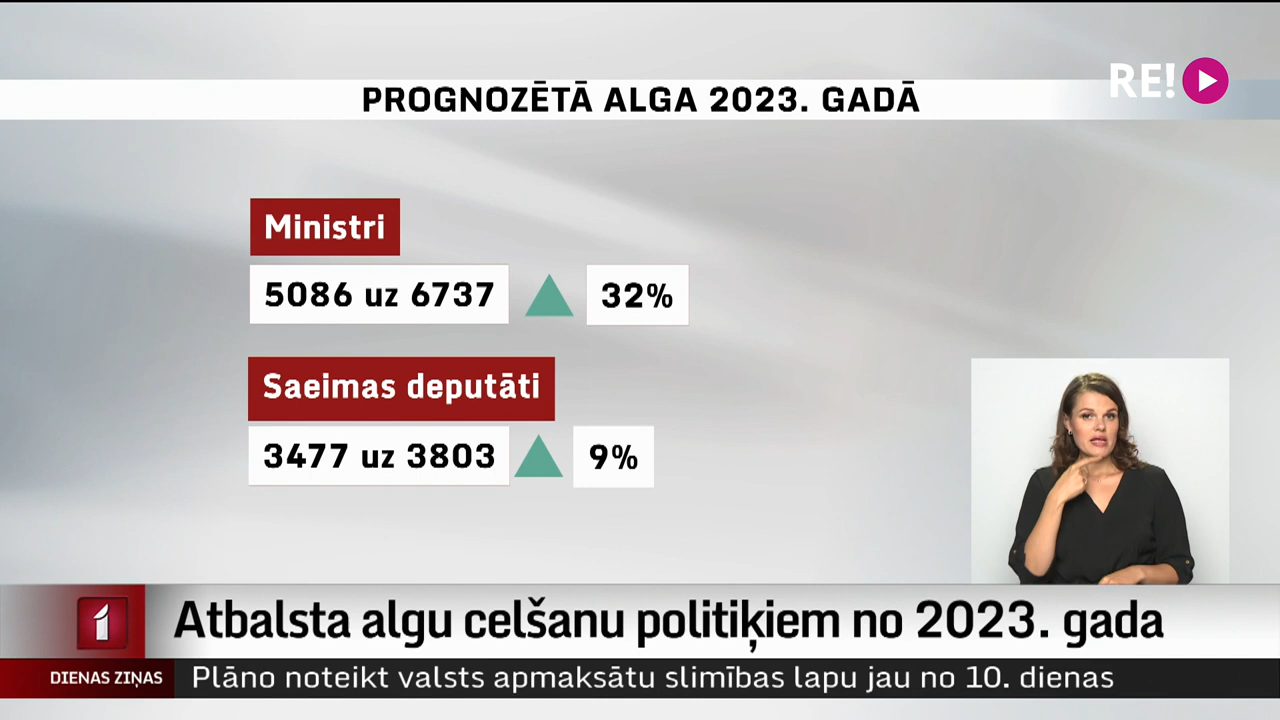 RE!
PROGNOZĒTĀ ALGA 2023. GADĀ
Ministri
5086 uz 6737
32%
Saeimas deputāti
3477 uz 3803
9%
1
Atbalsta algu celšanu politiķiem no 2023. gada
DIENAS ZIŅAS
Plāno noteikt valsts apmaksātu slimības lapu jau no 10. dienas